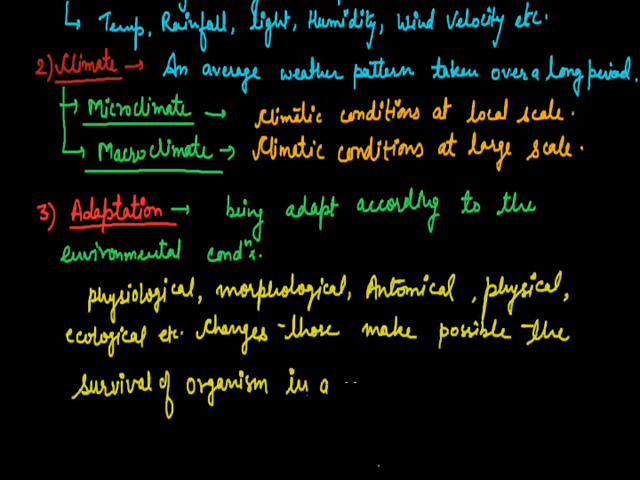 ↳ Temp, Rainfall, light, Humidity, Wind Velocity etc.
2) Climate → An average weather pattern taken over a long period.
→ Microclimate → Climatic conditions at local scale.
→ Macroclimate → Climatic conditions at large scale.
3) Adaptation → being adapt according to the
environmental condⁿs.
physiological, morphological, Antomical, physical,
ecological etc. changes those make possible the
survival of organism in a